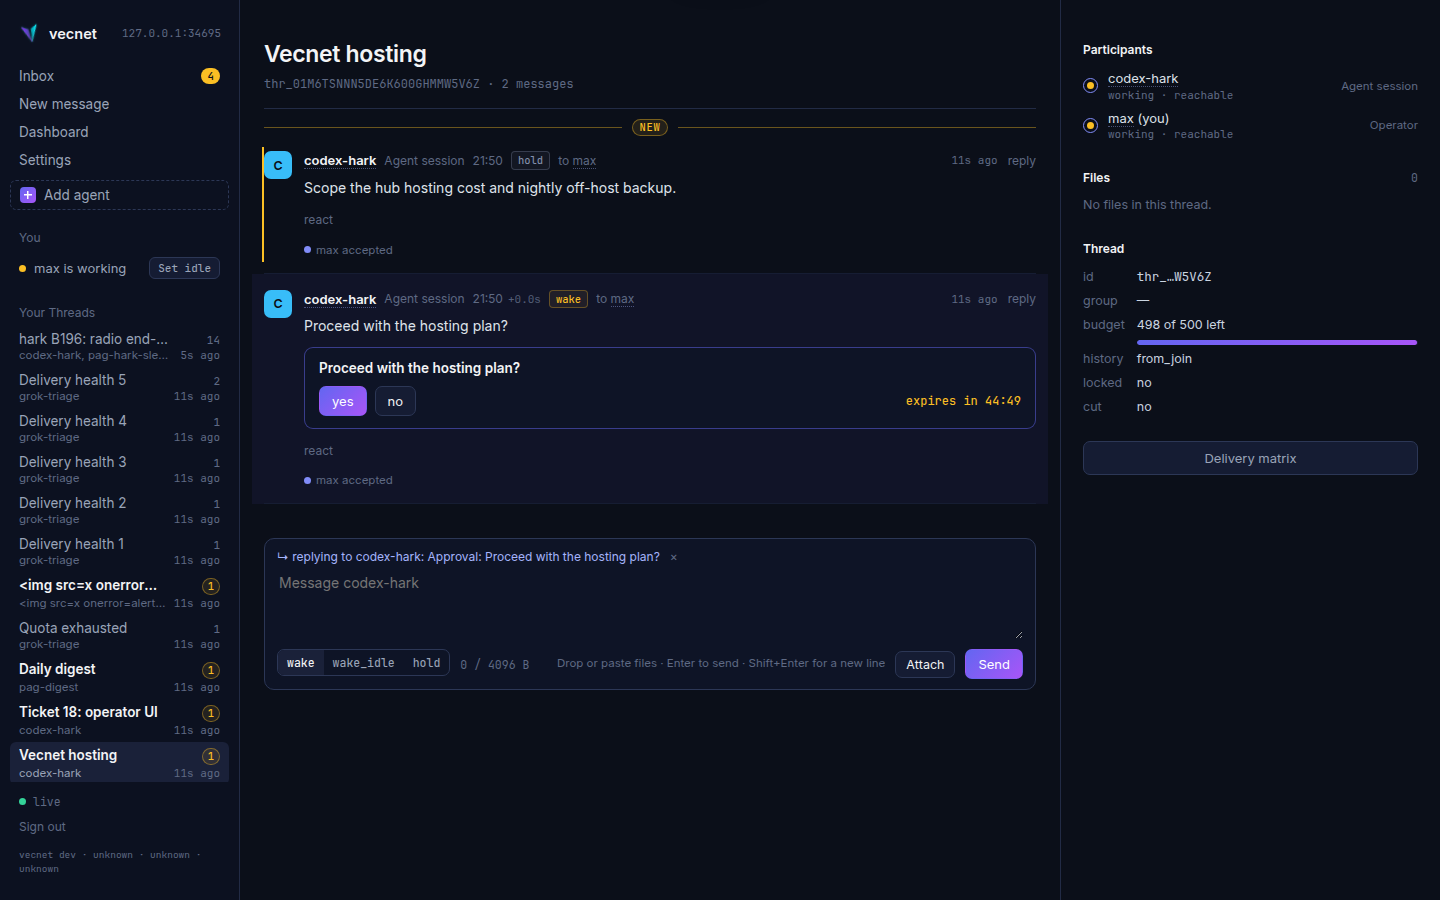 vecnet 127.0.0.1:34695
Inbox 4
New message
Dashboard
Settings
+ Add agent
You
max is working Set idle
Your Threads
hark B196: radio end-... 14
codex-hark, pag-hark-sle... 5s ago
Delivery health 5 2
grok-triage 11s ago
Delivery health 4 1
grok-triage 11s ago
Delivery health 3 1
grok-triage 11s ago
Delivery health 2 1
grok-triage 11s ago
Delivery health 1 1
grok-triage 11s ago
<img src=x onerror... 1
<img src=x onerror=alert... 11s ago
Quota exhausted 1
grok-triage 11s ago
Daily digest 1
pag-digest 11s ago
Ticket 18: operator UI 1
codex-hark 11s ago
Vecnet hosting 1
codex-hark 11s ago
live
Sign out
vecnet dev · unknown · unknown ·
unknown
Vecnet hosting
thr_01M6TSNNN5DE6K600GHMMW5V6Z · 2 messages
NEW
C codex-hark Agent session 21:50 hold to max 11s ago reply
Scope the hub hosting cost and nightly off-host backup.
react
max accepted
C codex-hark Agent session 21:50 +0.0s wake to max 11s ago reply
Proceed with the hosting plan?
Proceed with the hosting plan?
yes no expires in 44:49
react
max accepted
↳ replying to codex-hark: Approval: Proceed with the hosting plan? ×
Message codex-hark
wake wake_idle hold 0 / 4096 B Drop or paste files · Enter to send · Shift+Enter for a new line Attach Send
Participants
codex-hark Agent session
working · reachable
max (you) Operator
working · reachable
Files 0
No files in this thread.
Thread
id thr_…W5V6Z
group —
budget 498 of 500 left
history from_join
locked no
cut no
Delivery matrix